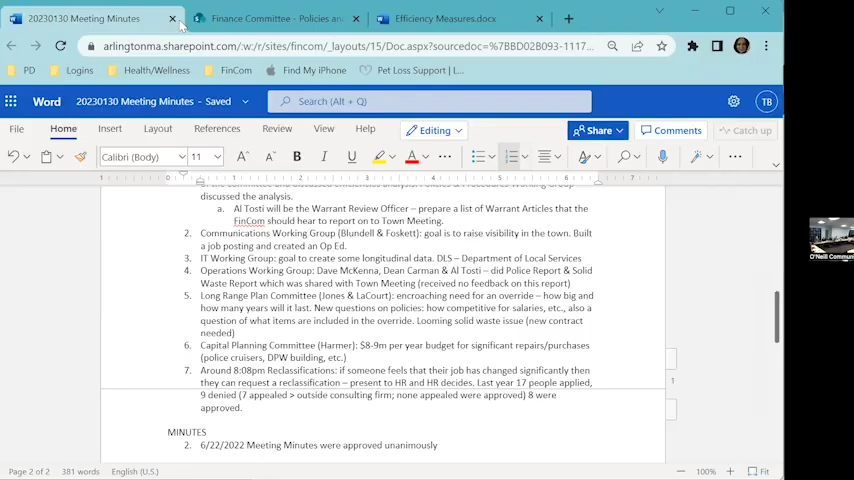 20230130 Meeting Minutes
Finance Committee - Policies an
Efficiency Measures.docx
arlingtonma.sharepoint.com/:w:/r/sites/fincom/_layouts/15/Doc.aspx?sourcedoc=%7BBD02B093-1117...
PD
Logins
Health/Wellness
FinCom
Find My iPhone
Pet Loss Support | L...
Word
20230130 Meeting Minutes - Saved
Search (Alt + Q)
TB
File
Home
Insert
Layout
References
Review
View
Help
Editing
Share
Comments
Catch up
Calibri (Body)
11
1
1
2
3
4
5
6
7
discussed the analysis.
a. Al Tosti will be the Warrant Review Officer – prepare a list of Warrant Articles that the
FinCom should hear to report on to Town Meeting.
2. Communications Working Group (Blundell & Foskett): goal is to raise visibility in the town. Built
a job posting and created an Op Ed.
3. IT Working Group: goal to create some longitudinal data. DLS – Department of Local Services
4. Operations Working Group: Dave McKenna, Dean Carman & Al Tosti – did Police Report & Solid
Waste Report which was shared with Town Meeting (received no feedback on this report)
5. Long Range Plan Committee (Jones & LaCourt): encroaching need for an override – how big and
how many years will it last. New questions on policies: how competitive for salaries, etc., also a
question of what items are included in the override. Looming solid waste issue (new contract
needed)
6. Capital Planning Committee (Harmer): $8-9m per year budget for significant repairs/purchases
(police cruisers, DPW building, etc.)
7. Around 8:08pm Reclassifications: if someone feels that their job has changed significantly then
they can request a reclassification – present to HR and HR decides. Last year 17 people applied,
9 denied (7 appealed > outside consulting firm; none appealed were approved) 8 were
approved.
1
MINUTES
2. 6/22/2022 Meeting Minutes were approved unanimously
Page 2 of 2
381 words
English (U.S.)
100%
Fit
O'Neill Communi